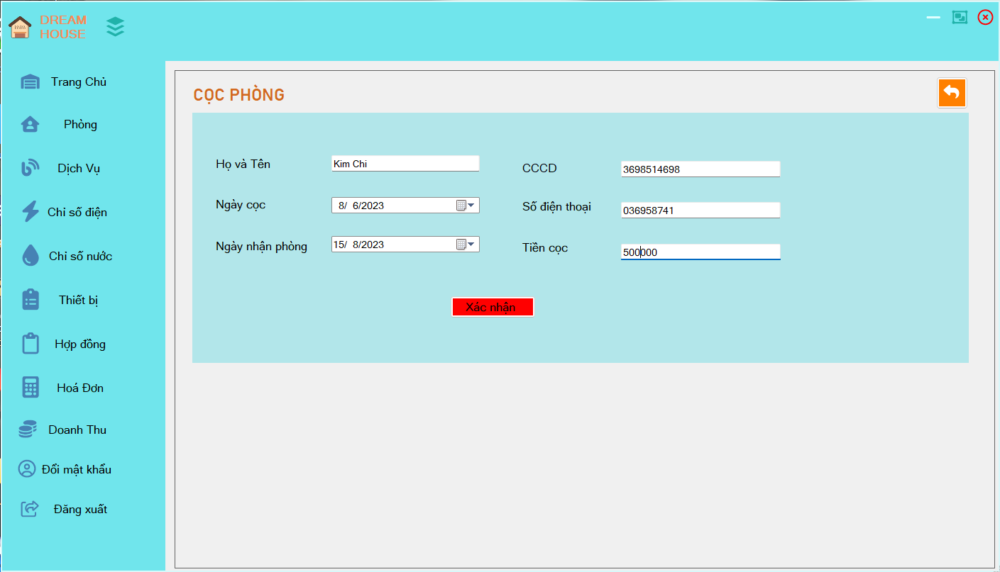 DREAM
HOUSE
Trang Chủ
Phòng
Dịch Vụ
Chỉ số điện
Chỉ số nước
Thiết bị
Hợp đồng
Hoá Đơn
Doanh Thu
Đổi mật khẩu
Đăng xuất
CỌC PHÒNG
Họ và Tên Kim Chi
CCCD 3698514698
Ngày cọc 8/ 6/2023
Số điện thoại 036958741
Ngày nhận phòng 15/ 8/2023
Tiền cọc 500000
Xác nhận